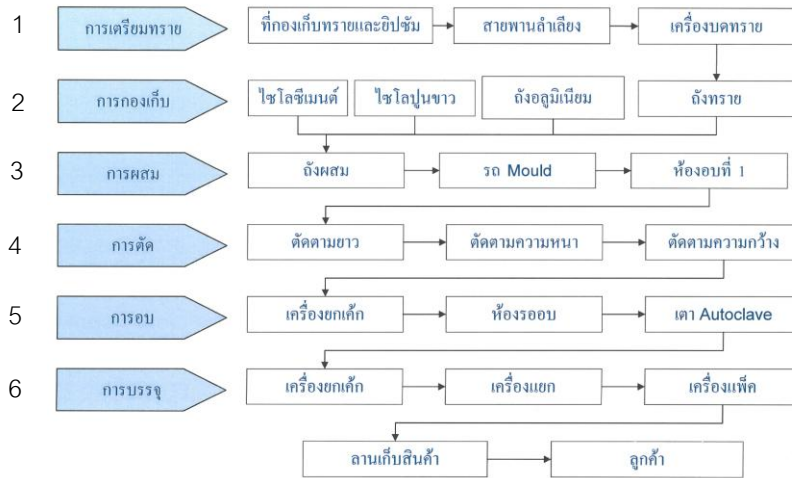 1 การเตรียมทราย ที่กองเก็บทรายและยิปซัม สายพานลำเลียง เครื่องบดทราย
2 การกองเก็บ ไซโลซีเมนต์ ไซโลปูนขาว ถังอลูมิเนียม ถังทราย
3 การผสม ถังผสม รถ Mould ห้องอบที่ 1
4 การตัด ตัดตามยาว ตัดตามความหนา ตัดตามความกว้าง
5 การอบ เครื่องยกเค้ก ห้องรออบ เตา Autoclave
6 การบรรจุ เครื่องยกเค้ก เครื่องแยก เครื่องแพ็ค
ลานเก็บสินค้า ลูกค้า